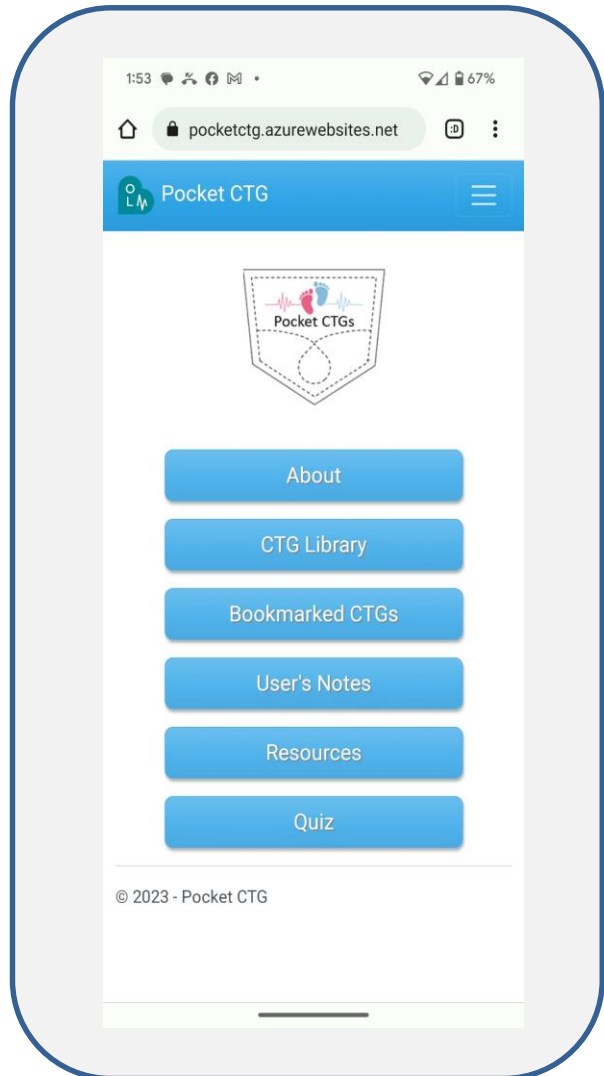 1:53 67%
pocketctg.azurewebsites.net :D
OLM Pocket CTG
Pocket CTGs
About
CTG Library
Bookmarked CTGs
User's Notes
Resources
Quiz
© 2023 - Pocket CTG